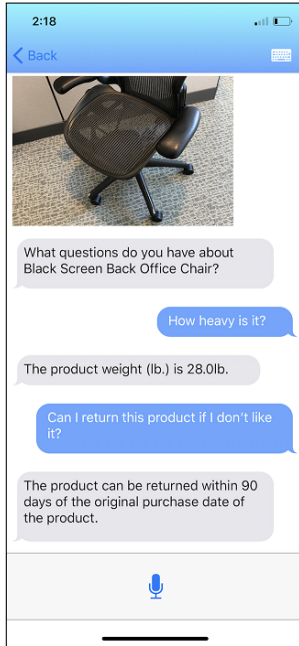 2:18
Back
What questions do you have about
Black Screen Back Office Chair?
How heavy is it?
The product weight (lb.) is 28.0lb.
Can I return this product if I don't like
it?
The product can be returned within 90
days of the original purchase date of
the product.